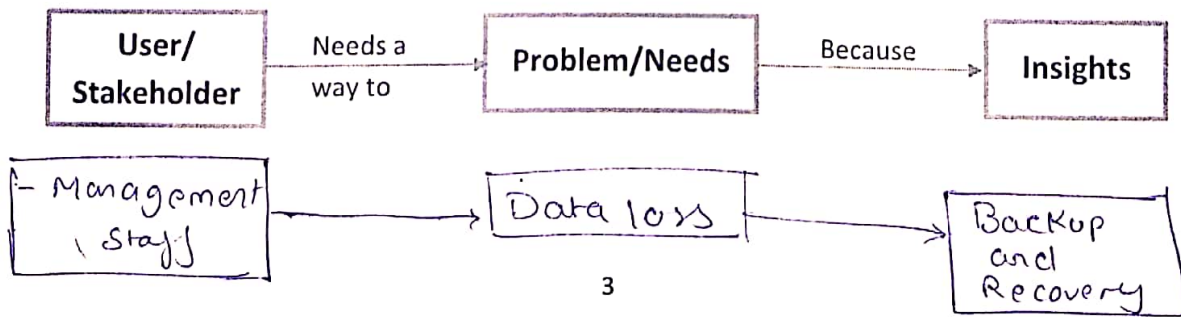 User/
Stakeholder
Needs a
way to
Problem/Needs
Because
Insights
- Management
, Staff
Data loss
Backup
and
Recovery
3